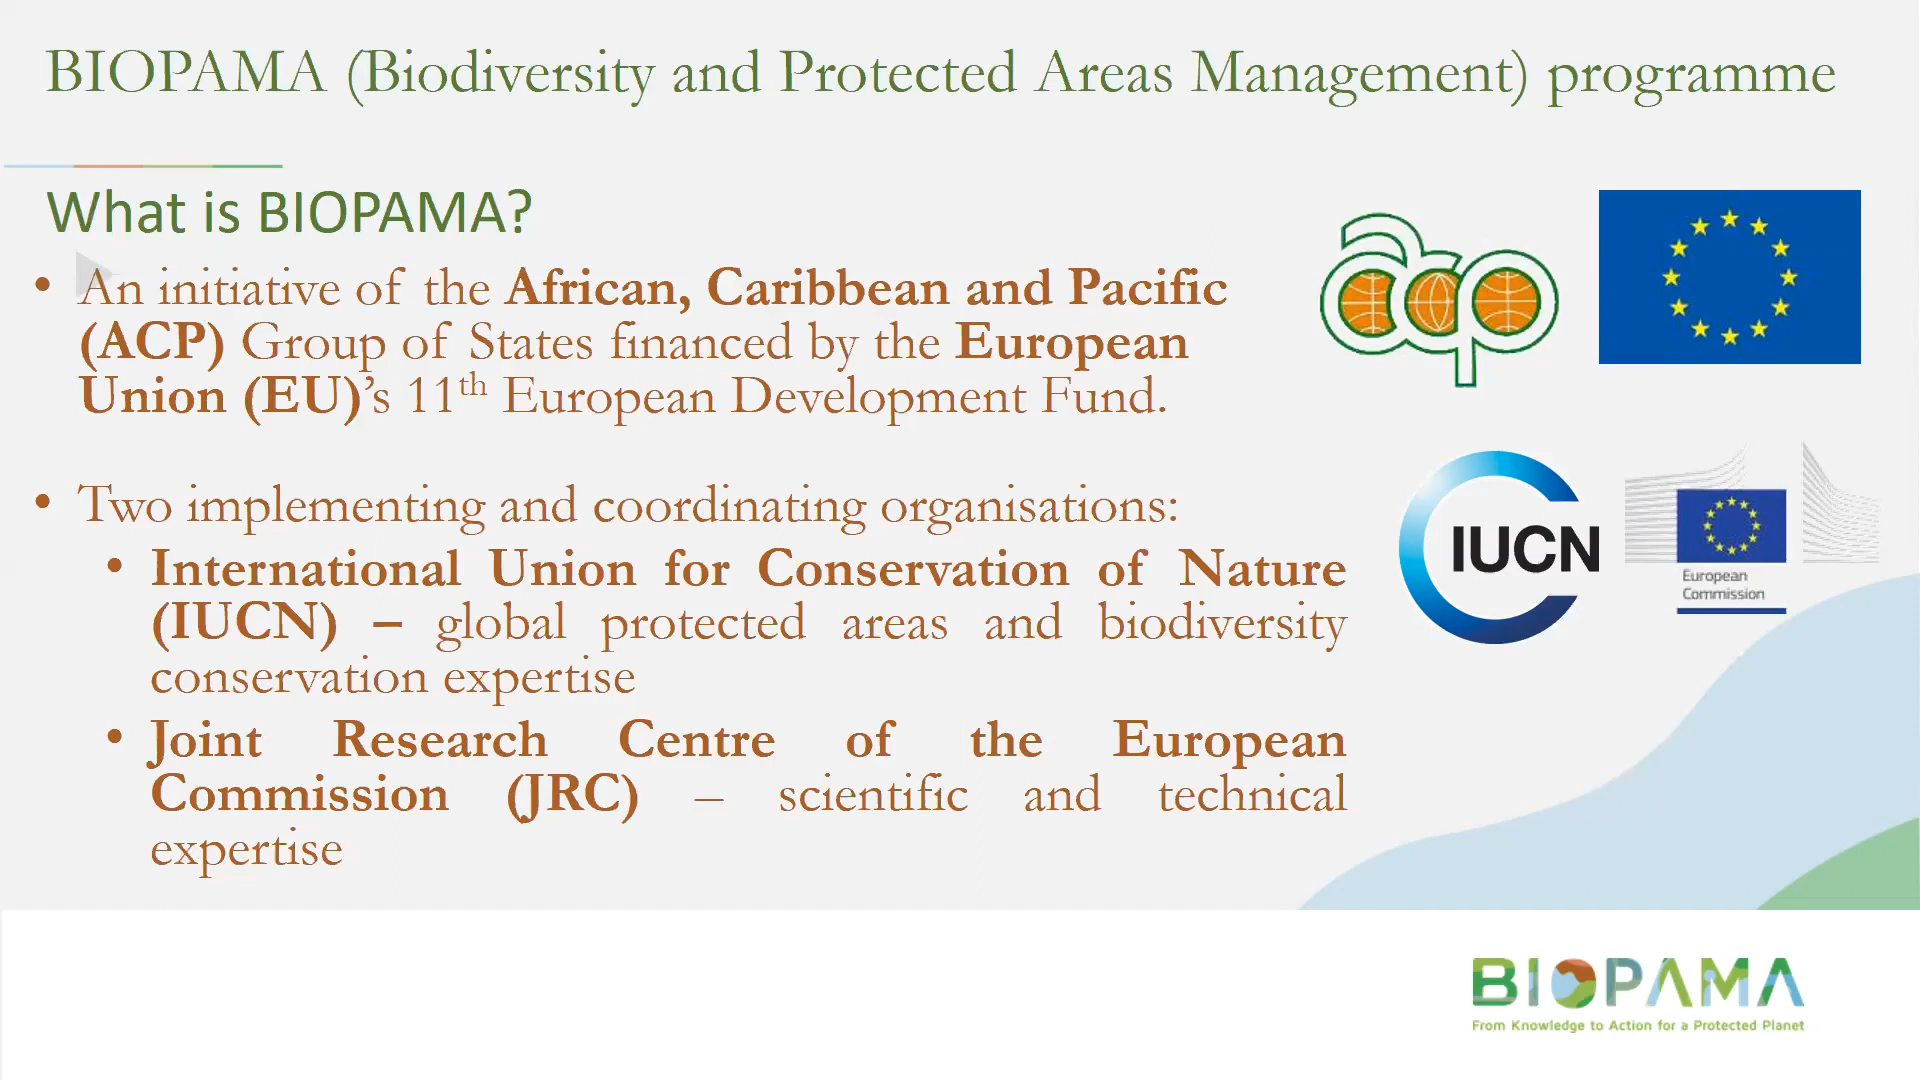 BIOPAMA (Biodiversity and Protected Areas Management) programme
What is BIOPAMA?
• An initiative of the African, Caribbean and Pacific
(ACP) Group of States financed by the European
Union (EU)’s 11th European Development Fund.
acp
• Two implementing and coordinating organisations:
• International Union for Conservation of Nature
(IUCN) – global protected areas and biodiversity
conservation expertise
• Joint Research Centre of the European
Commission (JRC) – scientific and technical
expertise
IUCN
European
Commission
BIOPAMA
From Knowledge to Action for a Protected Planet